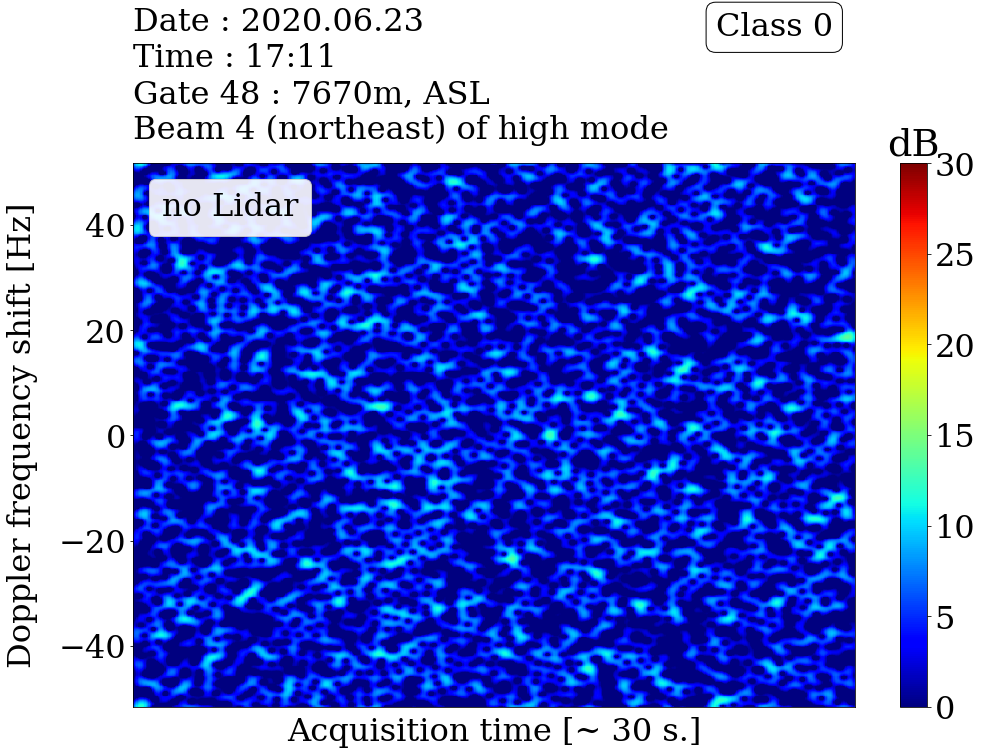 Date : 2020.06.23
Time : 17:11
Gate 48 : 7670m, ASL
Beam 4 (northeast) of high mode
Class 0
no Lidar
Doppler frequency shift [Hz]
40
20
0
−20
−40
Acquisition time [~ 30 s.]
dB
30
25
20
15
10
5
0